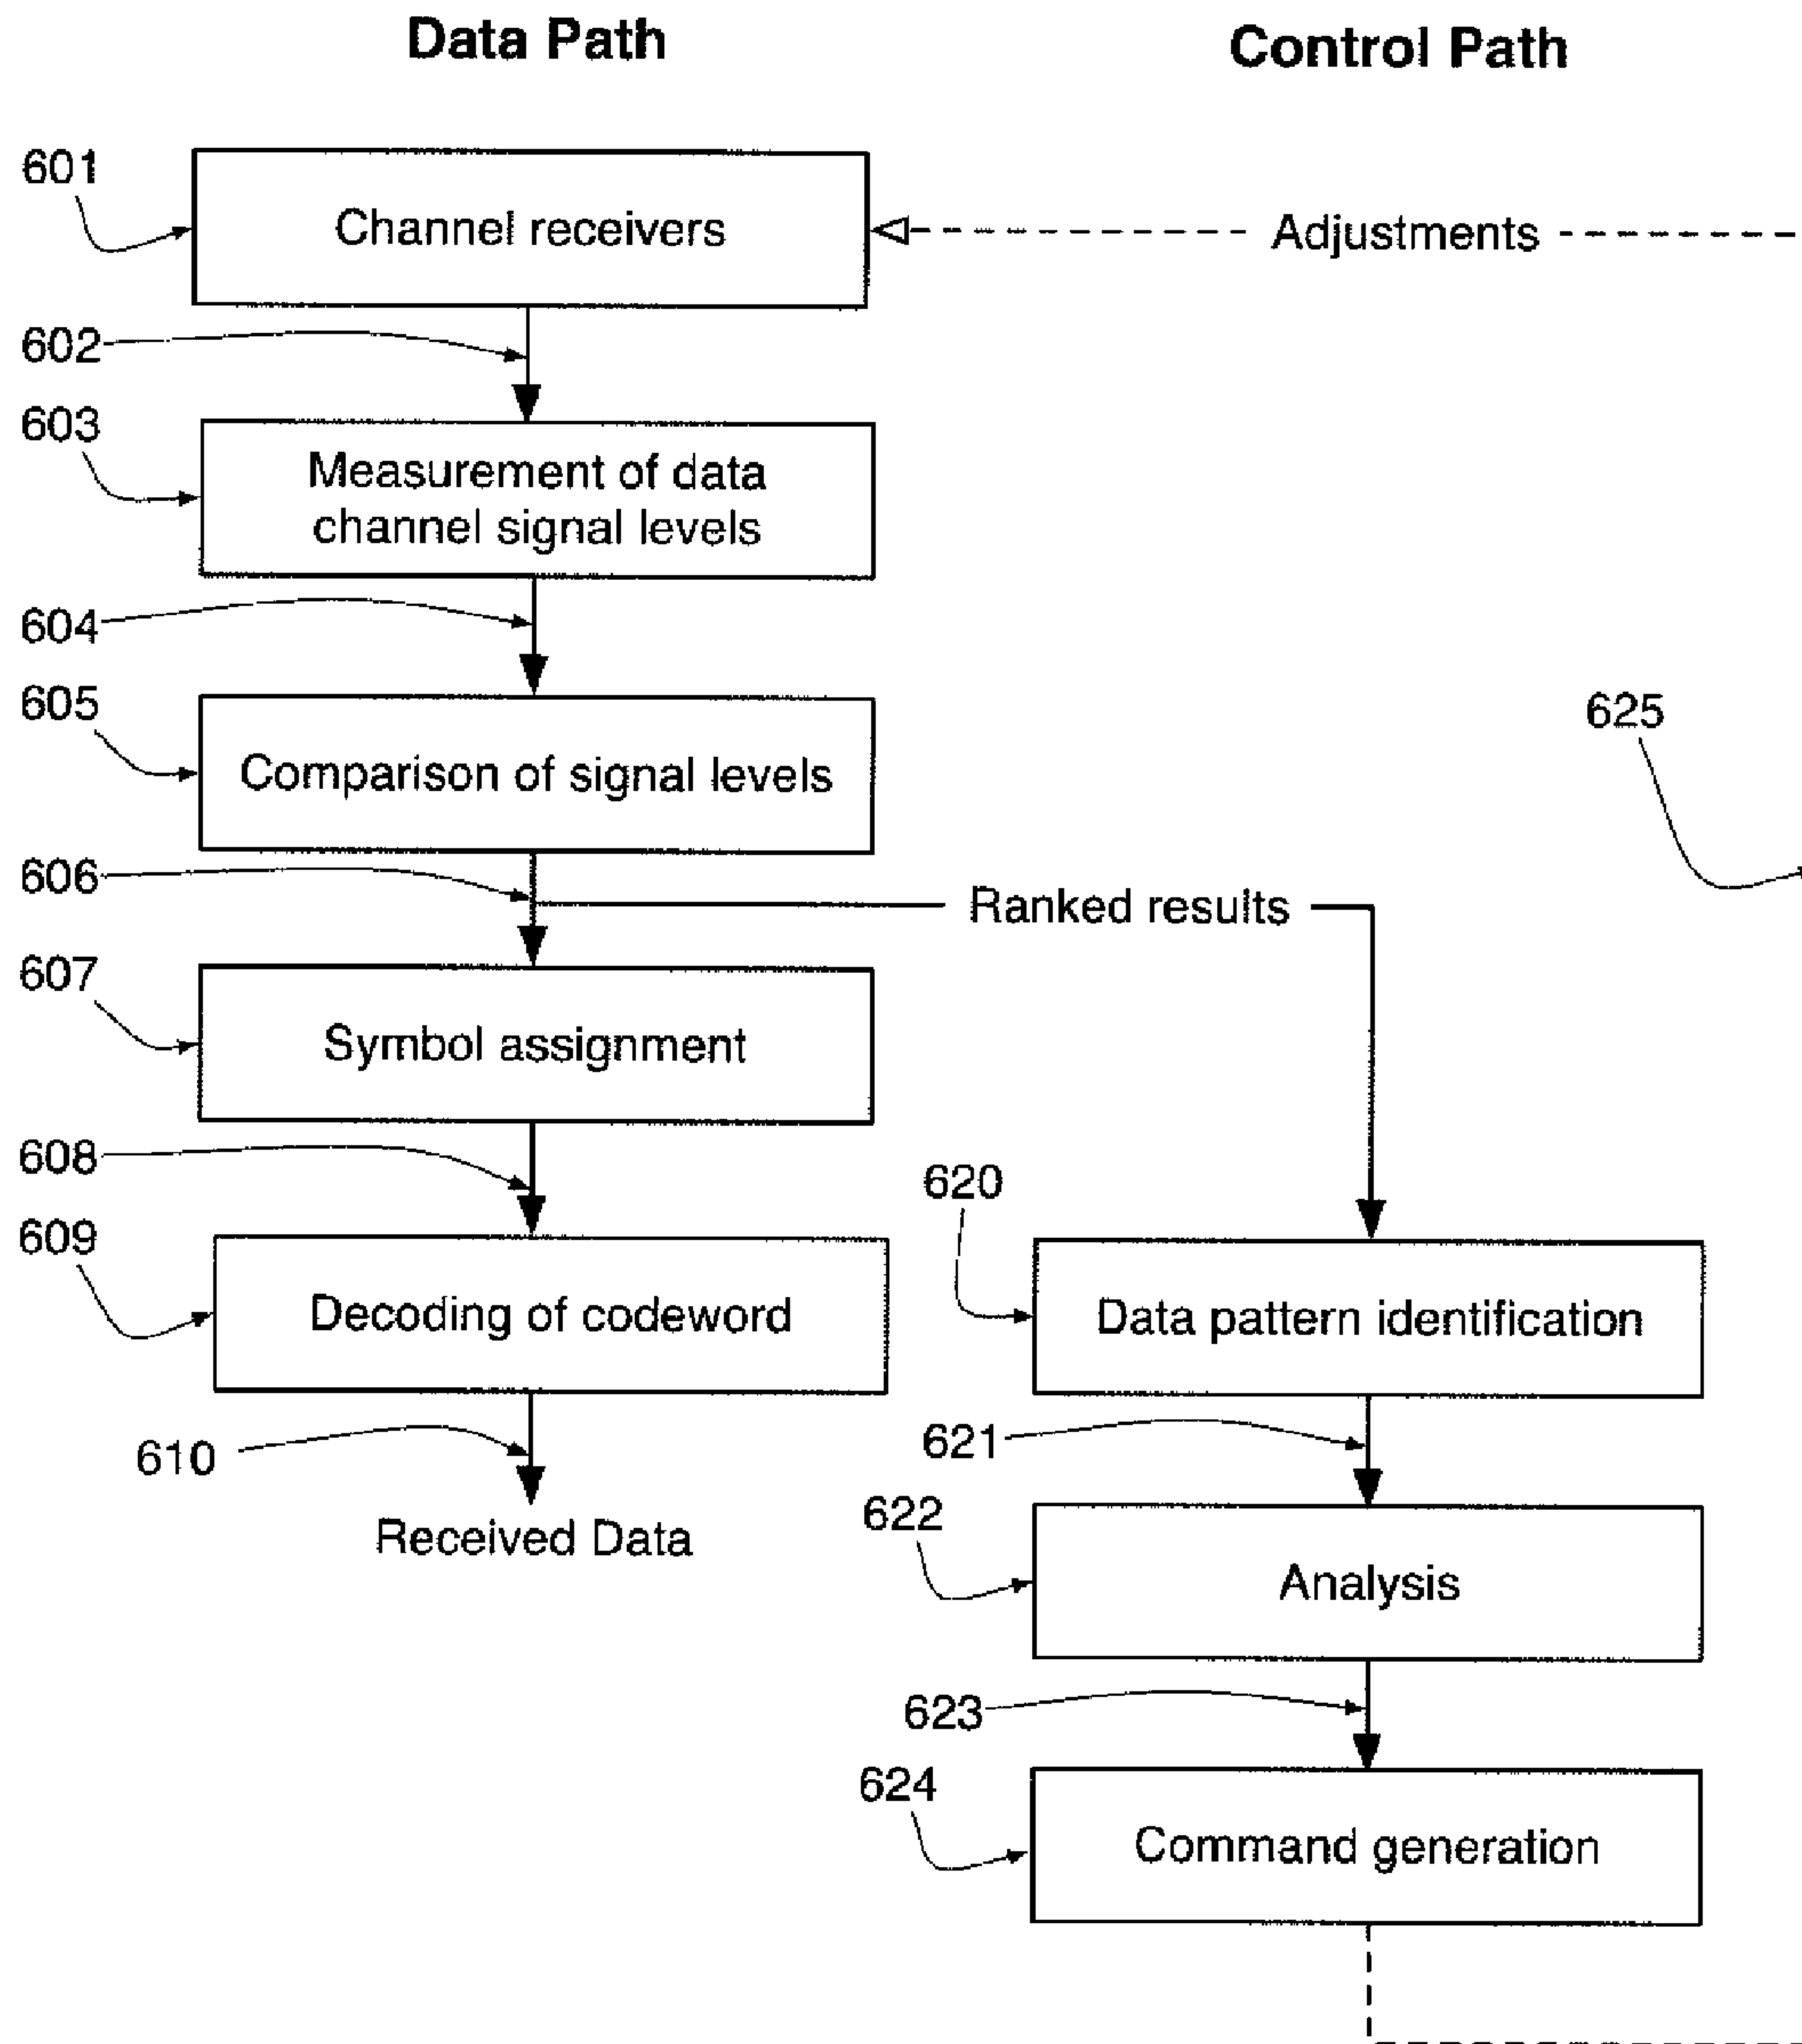 Data Path
Control Path
601
Channel receivers
Adjustments
602
603
Measurement of data
channel signal levels
604
605
Comparison of signal levels
625
606
Ranked results
607
Symbol assignment
608
620
609
Decoding of codeword
Data pattern identification
610
621
Received Data
622
Analysis
623
624
Command generation